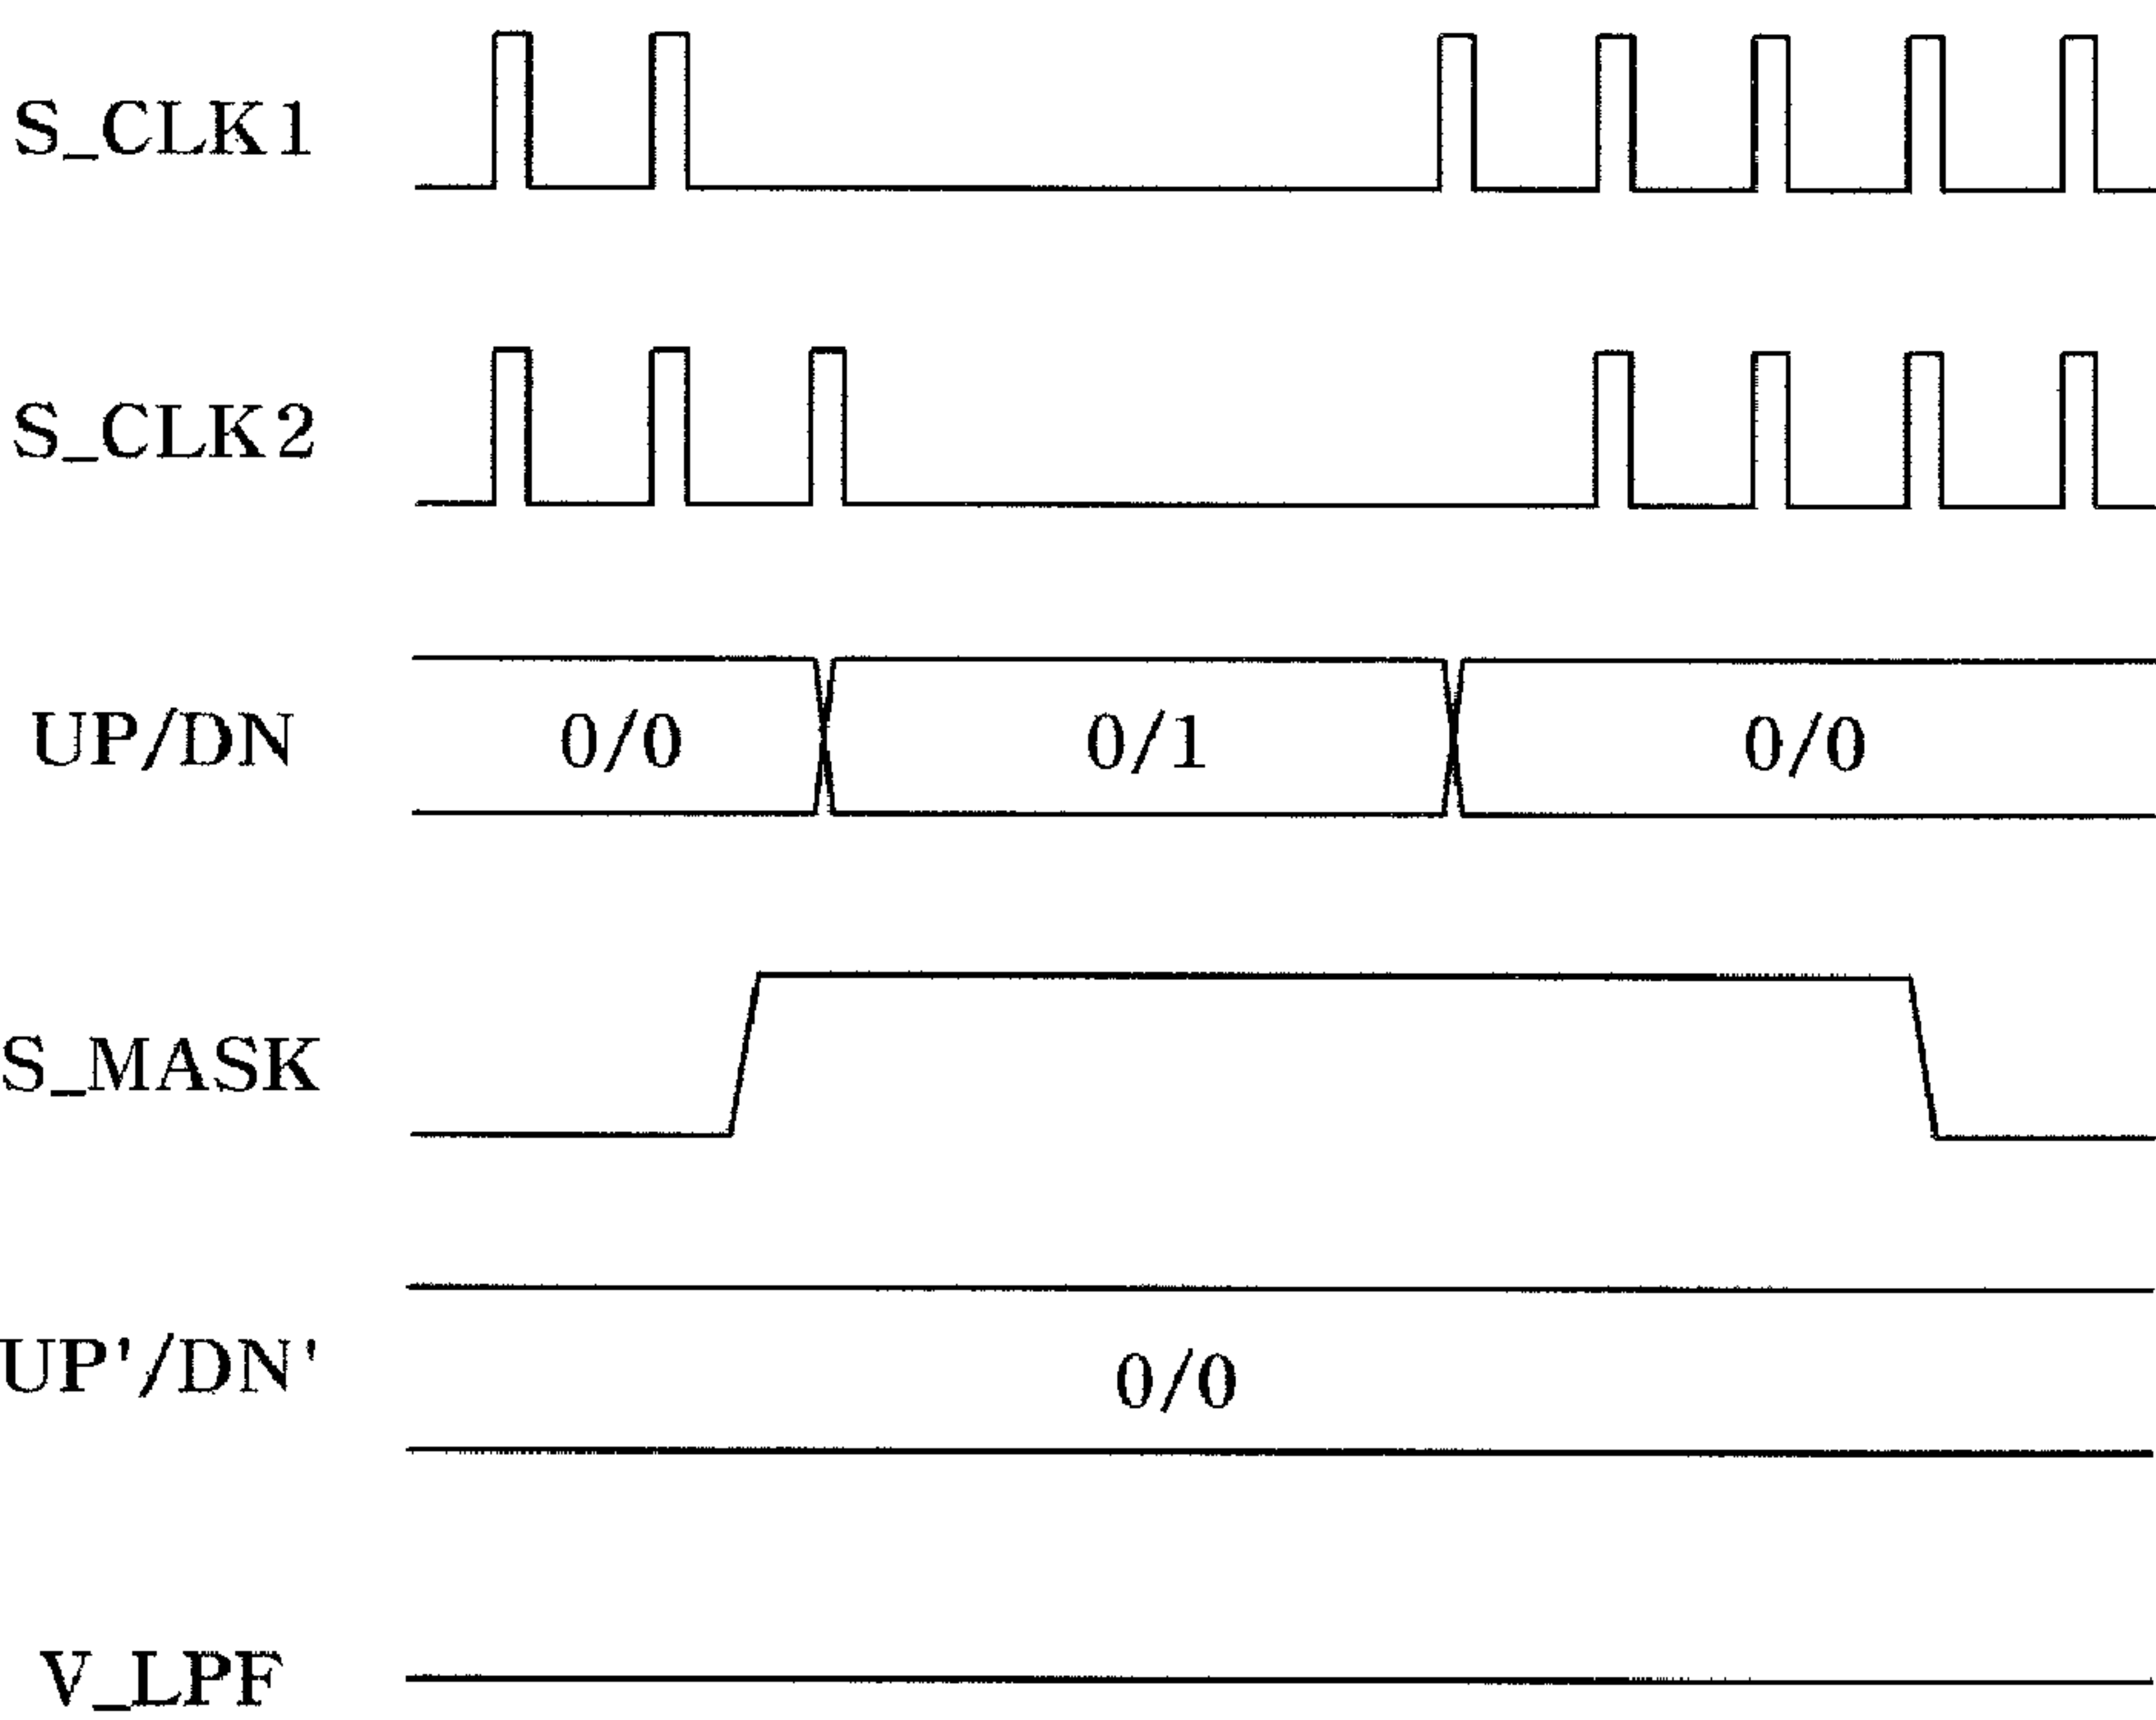 S_CLK1
S_CLK2
UP/DN 0/0 0/1 0/0
S_MASK
UP'/DN' 0/0
V_LPF